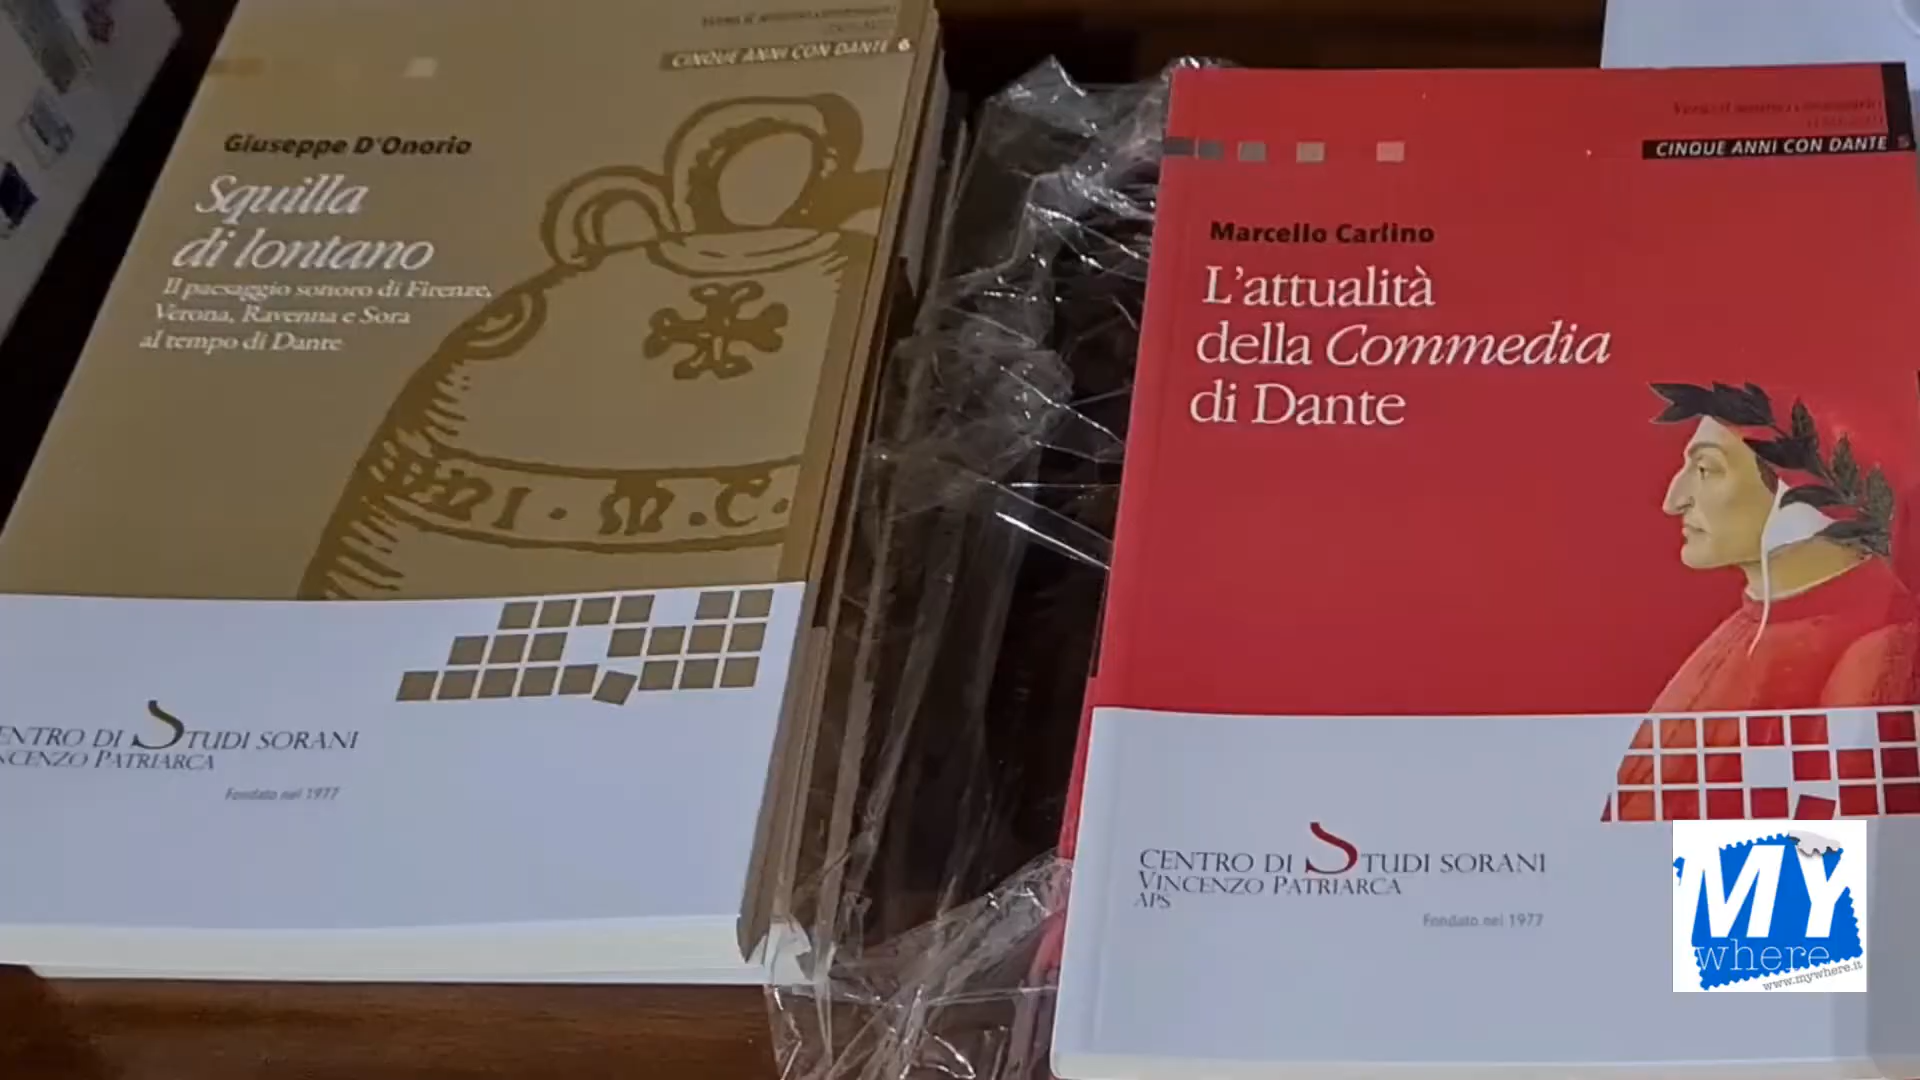 CINQUE ANNI CON DANTE 6
Giuseppe D'Onorio
Squilla
di lontano
Il paesaggio sonoro di Firenze,
Verona, Ravenna e Sora
al tempo di Dante
I · M · C ·
ENTRO DI STUDI SORANI
NCENZO PATRIARCA
Fondato nel 1977
CINQUE ANNI CON DANTE 5
Marcello Carlino
L'attualità
della Commedia
di Dante
CENTRO DI STUDI SORANI
VINCENZO PATRIARCA
APS
Fondato nel 1977
MY
where
www.mywhere.it